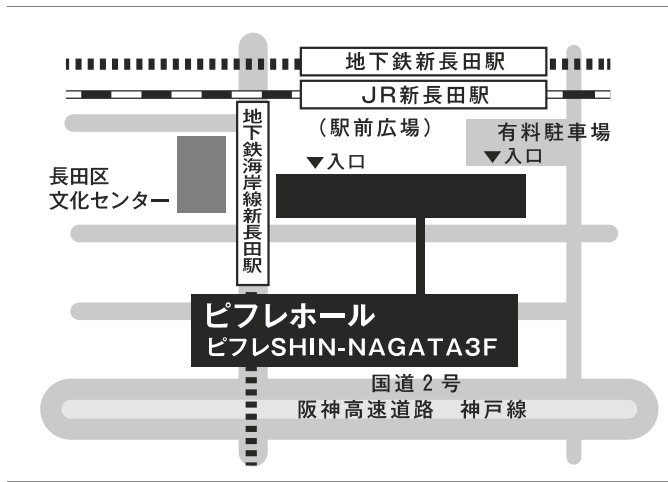 地下鉄新長田駅
JR新長田駅
(駅前広場)
有料駐車場
▼入口
▼入口
地下鉄海岸線新長田駅
長田区
文化センター
ピフレホール
ピフレSHIN-NAGATA3F
国道2号
阪神高速道路 神戸線